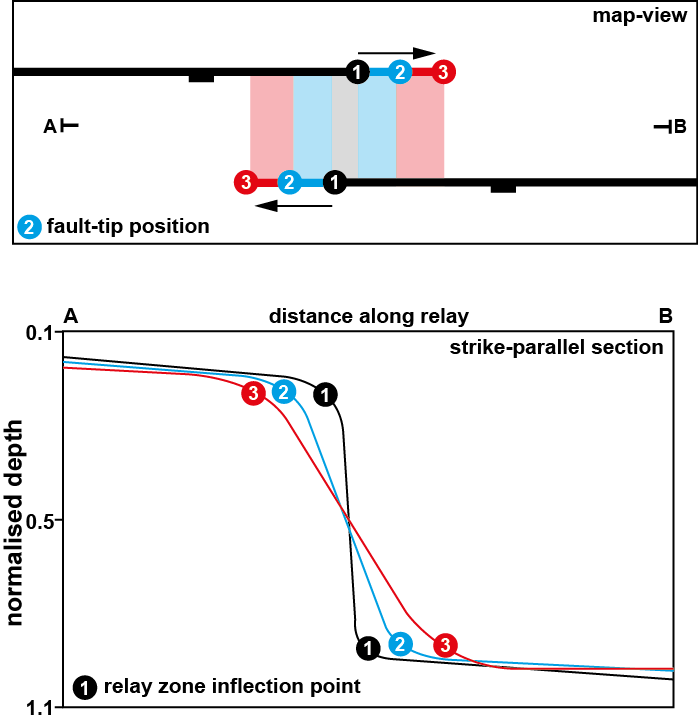 map-view
1 2 3
A B
3 2 1
2 fault-tip position
A distance along relay B
0.1
strike-parallel section
3 2 1
normalised depth
0.5
1 2 3
1 relay zone inflection point
1.1